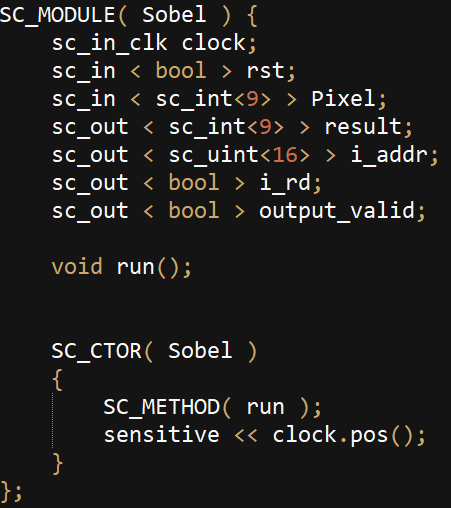 SC_MODULE( Sobel ) {
    sc_in_clk clock;
    sc_in < bool > rst;
    sc_in < sc_int<9> > Pixel;
    sc_out < sc_int<9> > result;
    sc_out < sc_uint<16> > i_addr;
    sc_out < bool > i_rd;
    sc_out < bool > output_valid;

    void run();


    SC_CTOR( Sobel )
    {
        SC_METHOD( run );
        sensitive << clock.pos();
    }
};